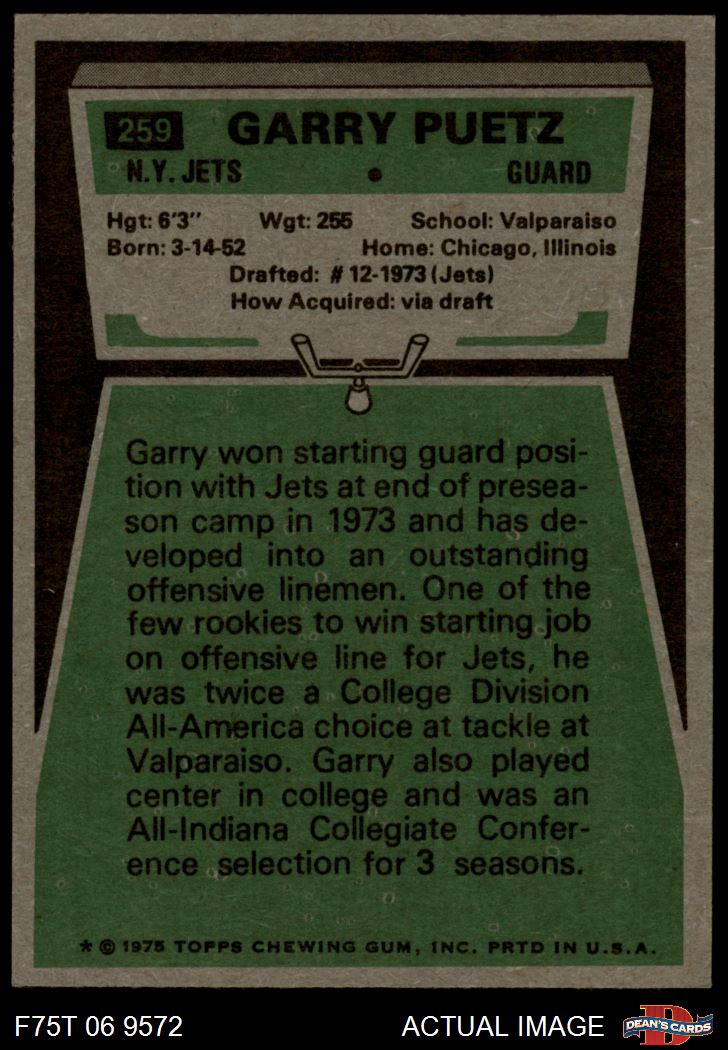 259 GARRY PUETZ
N.Y. JETS • GUARD
Hgt: 6'3" Wgt: 255 School: Valparaiso
Born: 3-14-52 Home: Chicago, Illinois
Drafted: # 12-1973 (Jets)
How Acquired: via draft
Garry won starting guard posi-
tion with Jets at end of presea-
son camp in 1973 and has de-
veloped into an outstanding
offensive linemen. One of the
few rookies to win starting job
on offensive line for Jets, he
was twice a College Division
All-America choice at tackle at
Valparaiso. Garry also played
center in college and was an
All-Indiana Collegiate Confer-
ence selection for 3 seasons.
* © 1975 TOPPS CHEWING GUM, INC. PRTD IN U.S.A.
F75T 06 9572 ACTUAL IMAGE DEAN'S CARDS